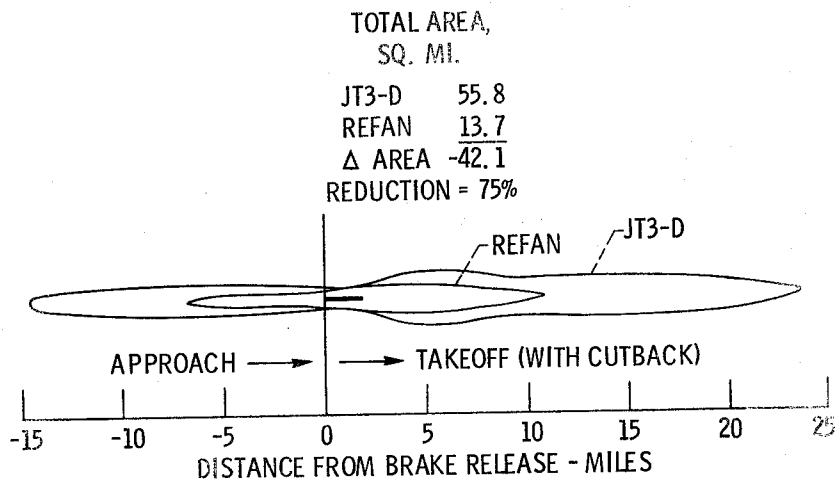 TOTAL AREA,
SQ. MI.
JT3-D 55.8
REFAN 13.7
Δ AREA -42.1
REDUCTION = 75%
REFAN
JT3-D
APPROACH
TAKEOFF (WITH CUTBACK)
-15 -10 -5 0 5 10 15 20 25
DISTANCE FROM BRAKE RELEASE - MILES